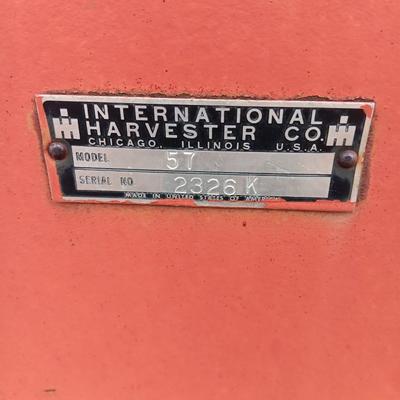 INTERNATIONAL
HARVESTER CO.
CHICAGO, ILLINOIS U.S.A.
MODEL 57
SERIAL NO 2326 K
MADE IN UNITED STATES OF AMERICA